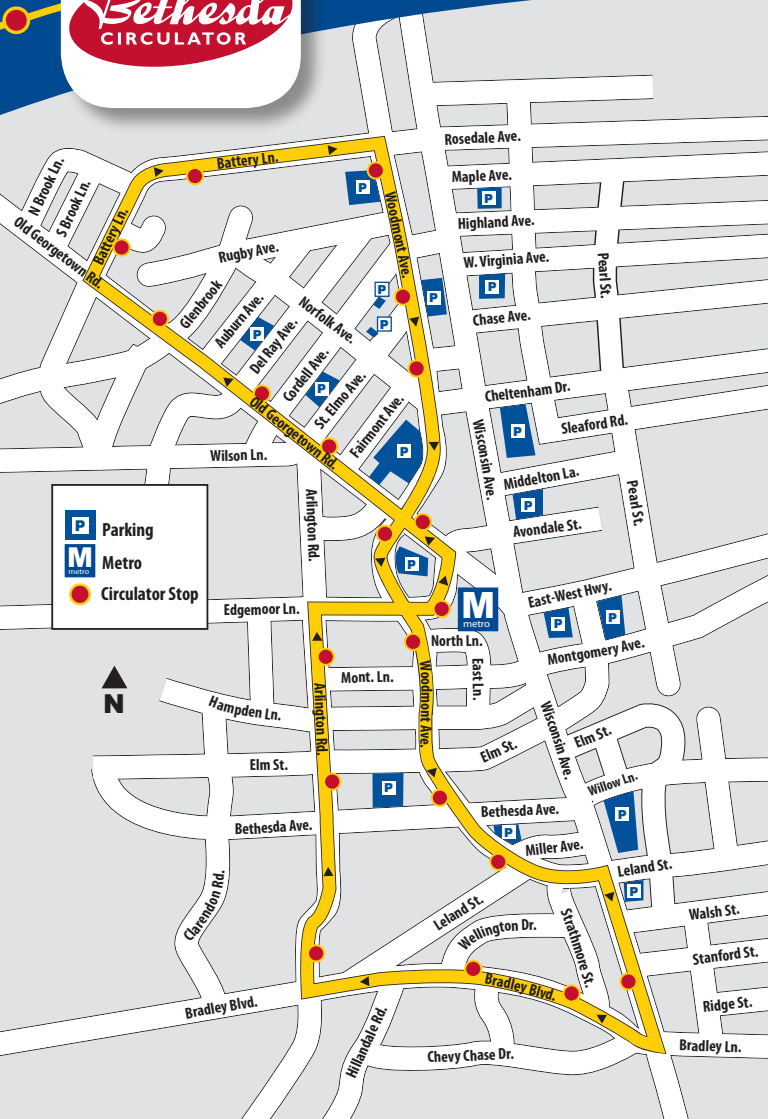 Bethesda
CIRCULATOR
Rosedale Ave.
Battery Ln.
N Brook Ln.
S Brook Ln.
Maple Ave.
P
P
Highland Ave.
Old Georgetown Rd.
Battery Ln.
Woodmont Ave.
Rugby Ave.
W. Virginia Ave.
Pearl St.
P
P
P
Glenbrook
Auburn Ave.
Norfolk Ave.
P
Chase Ave.
P
Del Ray Ave.
Cordell Ave.
P
St. Elmo Ave.
Cheltenham Dr.
Fairmont Ave.
Old Georgetown Rd.
P
Sleaford Rd.
Wisconsin Ave.
P
Wilson Ln.
Middelton La.
P
Pearl St.
Arlington Rd.
Avondale St.
P Parking
M metro Metro
Circulator Stop
P
East-West Hwy.
M
metro
P
P
Edgemoor Ln.
North Ln.
Montgomery Ave.
East Ln.
Mont. Ln.
Woodmont Ave.
Arlington Rd.
N
Hampden Ln.
Wisconsin Ave.
Elm St.
Elm St.
Elm St.
Willow Ln.
P
Bethesda Ave.
P
P
Bethesda Ave.
Miller Ave.
Leland St.
P
Clarendon Rd.
Leland St.
Walsh St.
Wellington Dr.
Strathmore St.
Stanford St.
Bradley Blvd.
Bradley Blvd.
Ridge St.
Hillandale Rd.
Bradley Ln.
Chevy Chase Dr.